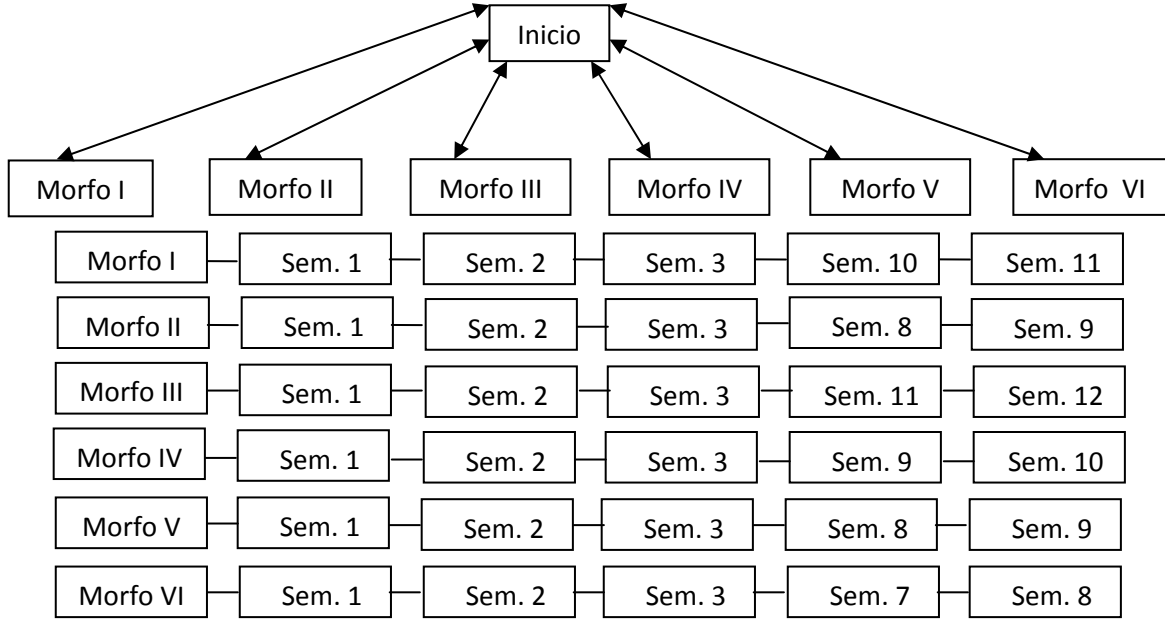 Inicio
Morfo I Morfo II Morfo III Morfo IV Morfo V Morfo VI
Morfo I Sem. 1 Sem. 2 Sem. 3 Sem. 10 Sem. 11
Morfo II Sem. 1 Sem. 2 Sem. 3 Sem. 8 Sem. 9
Morfo III Sem. 1 Sem. 2 Sem. 3 Sem. 11 Sem. 12
Morfo IV Sem. 1 Sem. 2 Sem. 3 Sem. 9 Sem. 10
Morfo V Sem. 1 Sem. 2 Sem. 3 Sem. 8 Sem. 9
Morfo VI Sem. 1 Sem. 2 Sem. 3 Sem. 7 Sem. 8